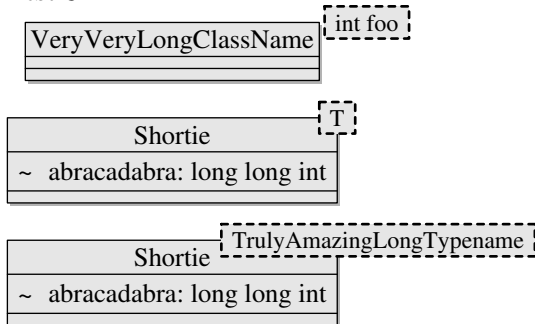 int foo
VeryVeryLongClassName
T
Shortie
~ abracadabra: long long int
TrulyAmazingLongTypename
Shortie
~ abracadabra: long long int